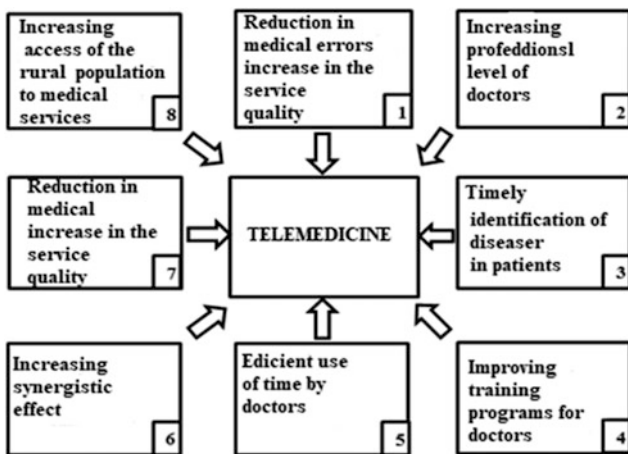 Increasing
access of the
rural population
to medical
services
8
Reduction in
medical errors
increase in the
service
quality
1
Increasing
profeddionsl
level of
doctors
2
Reduction in
medical
increase in the
service
quality
7
TELEMEDICINE
Timely
identification of
diseaser
in patients
3
Increasing
synergistic
effect
6
Edicient use
of time by
doctors
5
Improving
training
programs for
doctors
4